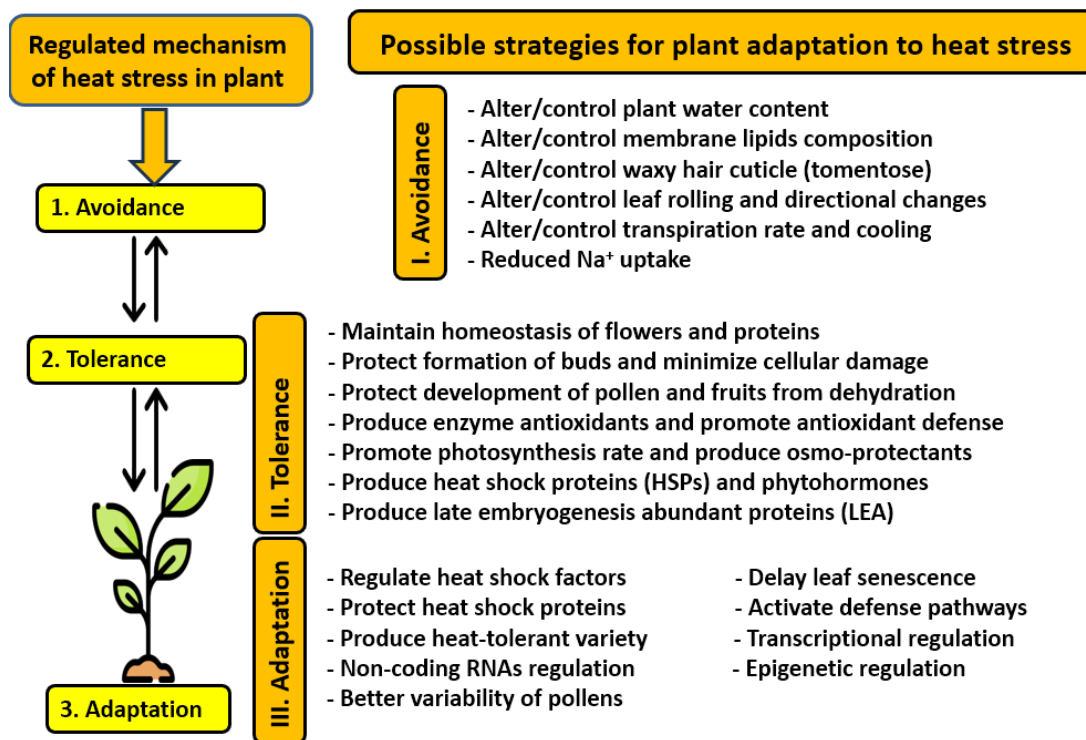 Regulated mechanism
of heat stress in plant
1. Avoidance
2. Tolerance
3. Adaptation
Possible strategies for plant adaptation to heat stress
I. Avoidance
- Alter/control plant water content
- Alter/control membrane lipids composition
- Alter/control waxy hair cuticle (tomentose)
- Alter/control leaf rolling and directional changes
- Alter/control transpiration rate and cooling
- Reduced Na⁺ uptake
II. Tolerance
- Maintain homeostasis of flowers and proteins
- Protect formation of buds and minimize cellular damage
- Protect development of pollen and fruits from dehydration
- Produce enzyme antioxidants and promote antioxidant defense
- Promote photosynthesis rate and produce osmo-protectants
- Produce heat shock proteins (HSPs) and phytohormones
- Produce late embryogenesis abundant proteins (LEA)
III. Adaptation
- Regulate heat shock factors
- Protect heat shock proteins
- Produce heat-tolerant variety
- Non-coding RNAs regulation
- Better variability of pollens
- Delay leaf senescence
- Activate defense pathways
- Transcriptional regulation
- Epigenetic regulation